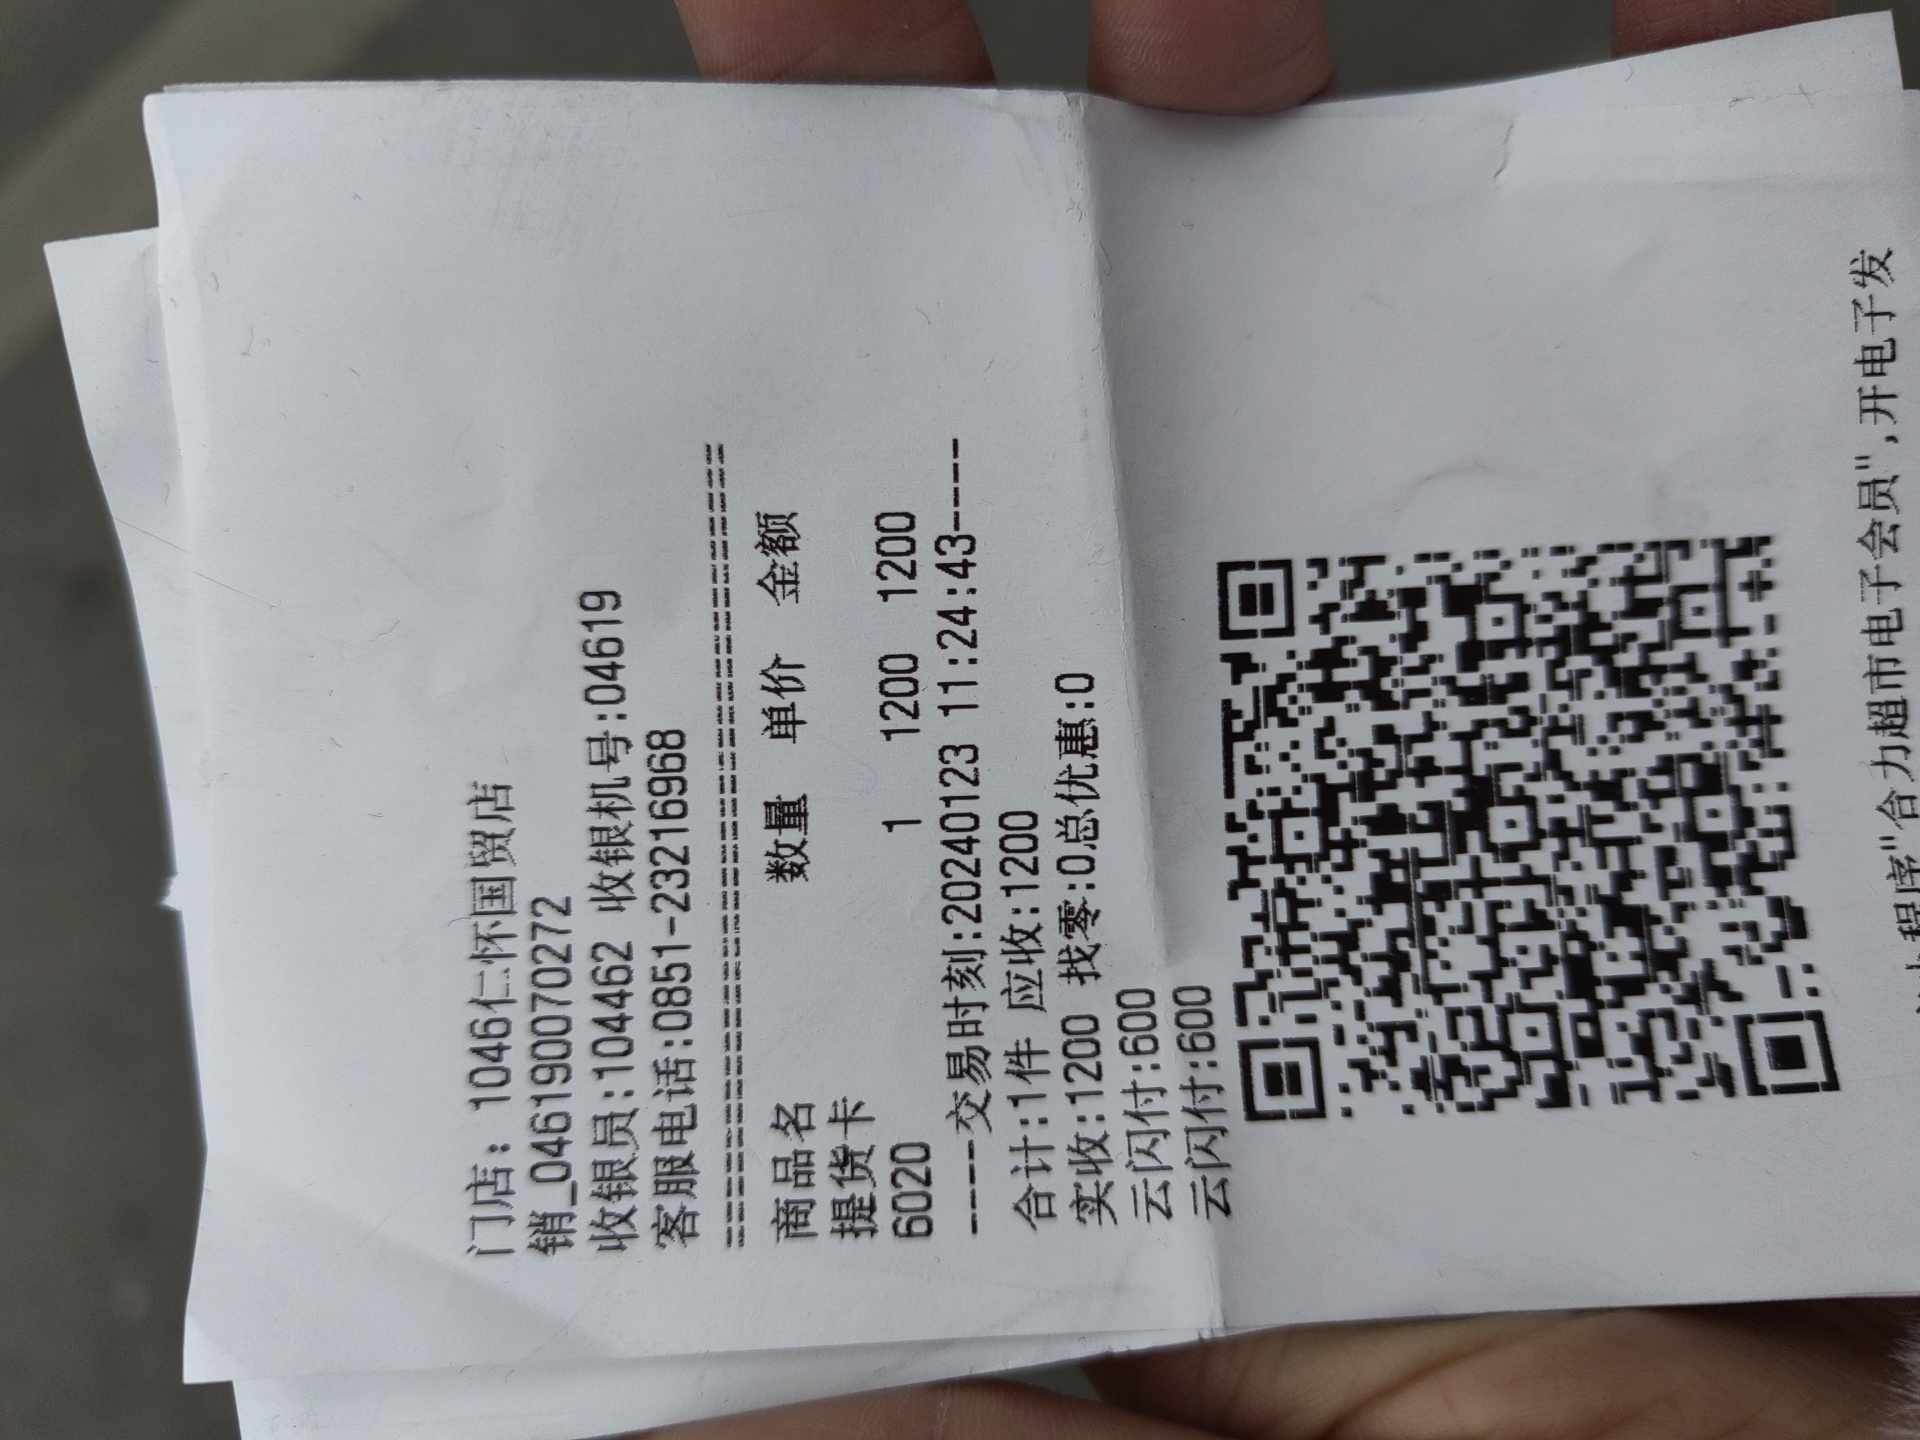 门店: 1046仁怀国贸店
销_046190070272
收银员:104462 收银机号:04619
客服电话:0851-23216968
========================================
商品名 数量 单价 金额
提货卡
6020 1 1200 1200
----交易时刻:20240123 11:24:43----
合计:1件 应收:1200
实收:1200 找零:0总优惠:0
云闪付:600
云闪付:600
程序"合力超市电子会员",开电子发